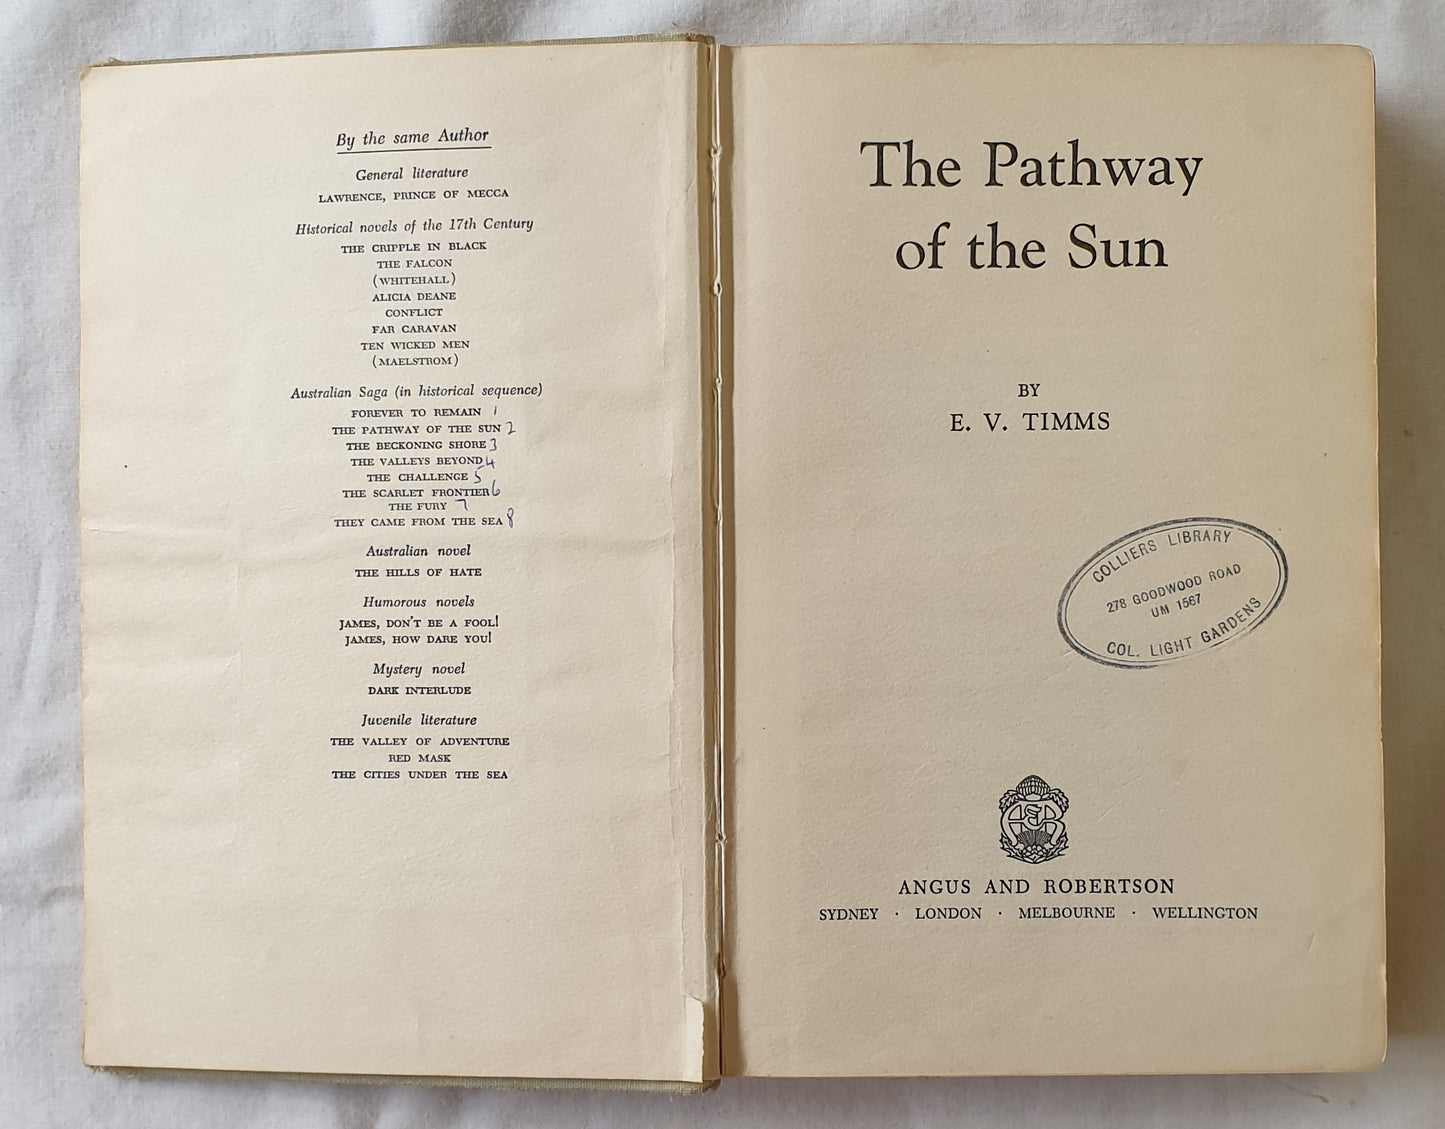 By the same Author
General literature
LAWRENCE, PRINCE OF MECCA
Historical novels of the 17th Century
THE CRIPPLE IN BLACK
THE FALCON
(WHITEHALL)
ALICIA DEANE
CONFLICT
FAR CARAVAN
TEN WICKED MEN
(MAELSTROM)
Australian Saga (in historical sequence)
FOREVER TO REMAIN 1
THE PATHWAY OF THE SUN 2
THE BECKONING SHORE 3
THE VALLEYS BEYOND 4
THE CHALLENGE 5
THE SCARLET FRONTIER 6
THE FURY 7
THEY CAME FROM THE SEA 8
Australian novel
THE HILLS OF HATE
Humorous novels
JAMES, DON'T BE A FOOL!
JAMES, HOW DARE YOU!
Mystery novel
DARK INTERLUDE
Juvenile literature
THE VALLEY OF ADVENTURE
RED MASK
THE CITIES UNDER THE SEA
The Pathway
of the Sun
BY
E. V. TIMMS
COLLIERS LIBRARY
278 GOODWOOD ROAD
UM 1567
COL. LIGHT GARDENS
A&R
ANGUS AND ROBERTSON
SYDNEY · LONDON · MELBOURNE · WELLINGTON